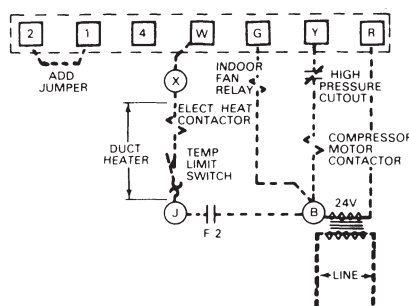 2 1 4 W G Y R
ADD
JUMPER
X
INDOOR
FAN
RELAY
HIGH
PRESSURE
CUTOUT
ELECT HEAT
CONTACTOR
DUCT
HEATER
TEMP
LIMIT
SWITCH
COMPRESSOR
MOTOR
CONTACTOR
24V
J
F 2
B
LINE